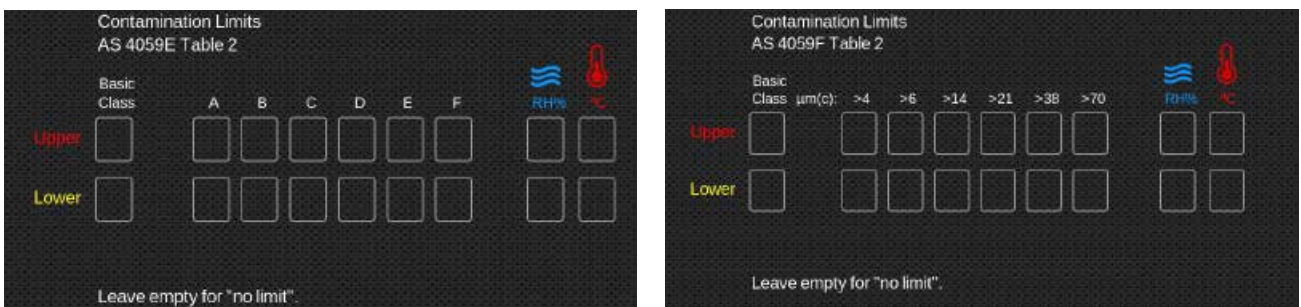 Contamination Limits
AS 4059E Table 2
Basic
Class A B C D E F RH% °C
Upper
Lower
Leave empty for "no limit".
Contamination Limits
AS 4059F Table 2
Basic
Class µm(c): >4 >6 >14 >21 >38 >70 RH% °C
Upper
Lower
Leave empty for "no limit".